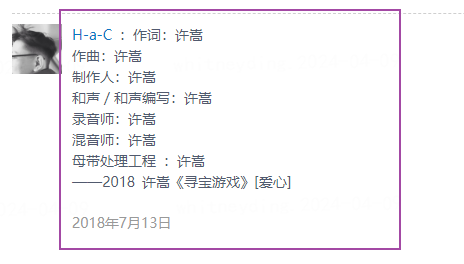 H-a-C ：作词：许嵩
作曲：许嵩
制作人：许嵩
和声 / 和声编写：许嵩
录音师：许嵩
混音师：许嵩
母带处理工程 ：许嵩
——2018 许嵩《寻宝游戏》[爱心]
2018年7月13日